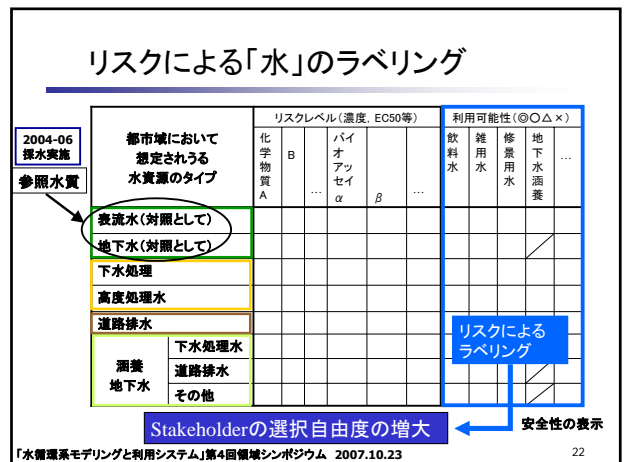 リスクによる「水」のラベリング
2004-06
採水実施
参照水質
都市域において
想定されうる
水資源のタイプ
リスクレベル(濃度, EC50等)
化学物質A
B
…
バイオアッセイα
β
…
利用可能性(◎○△×)
飲料水
雑用水
修景用水
地下水涵養
…
表流水(対照として)
地下水(対照として)
下水処理
高度処理水
道路排水
涵養
地下水
下水処理水
道路排水
その他
リスクによる
ラベリング
Stakeholderの選択自由度の増大
安全性の表示
「水循環系モデリングと利用システム」第4回領域シンポジウム 2007.10.23
22